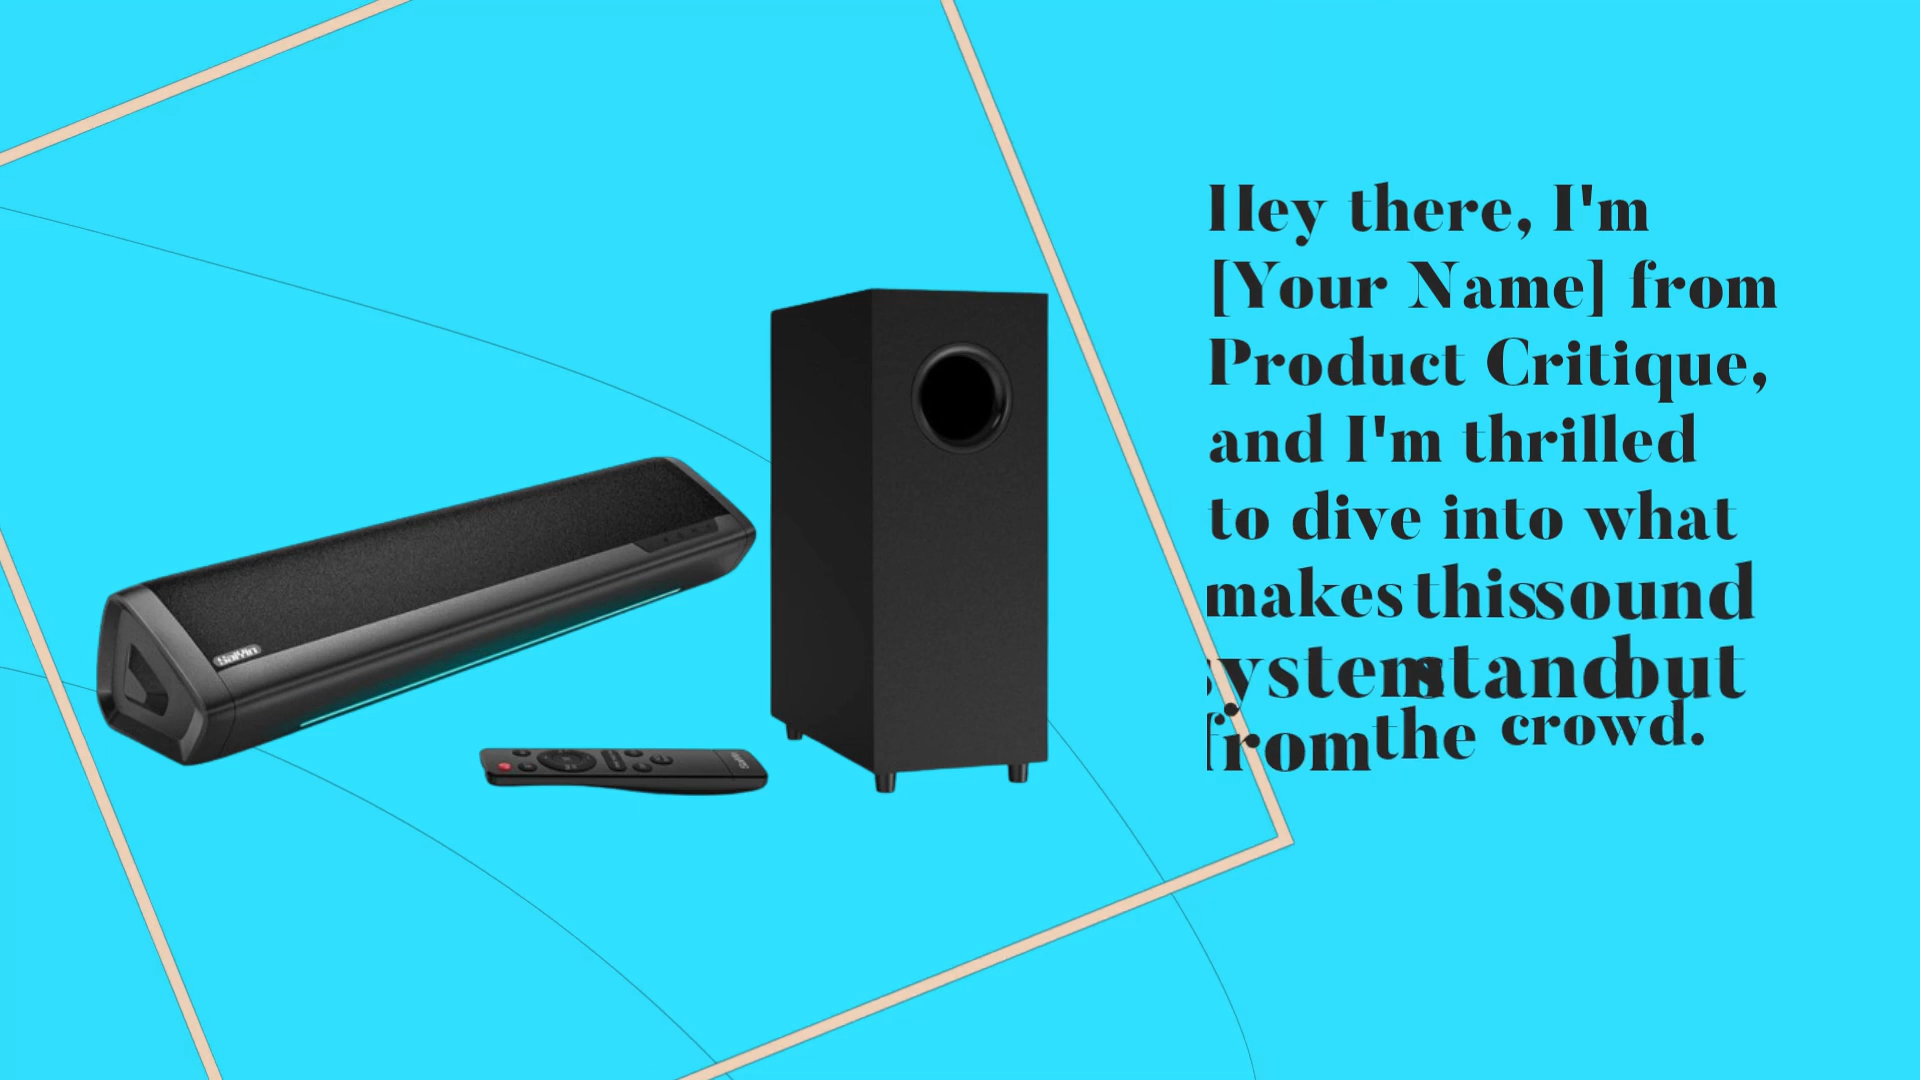 Hey there, I'm
[Your Name] from
Product Critique,
and I'm thrilled
to dive into what
makes this sound
system stand out
from the crowd.
Saiyin